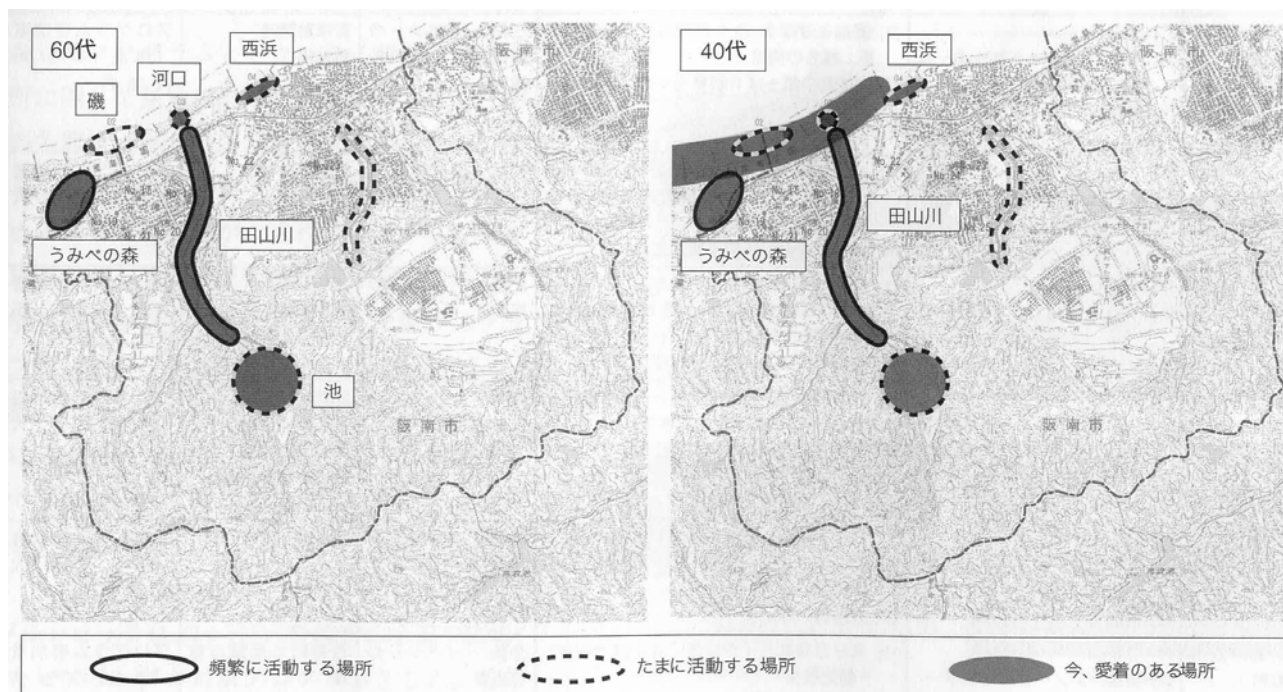 60代
西浜
河口
磯
阪南市
うみべの森
田山川
池
阪南市
40代
西浜
阪南市
うみべの森
田山川
阪南市
頻繁に活動する場所
たまに活動する場所
今、愛着のある場所